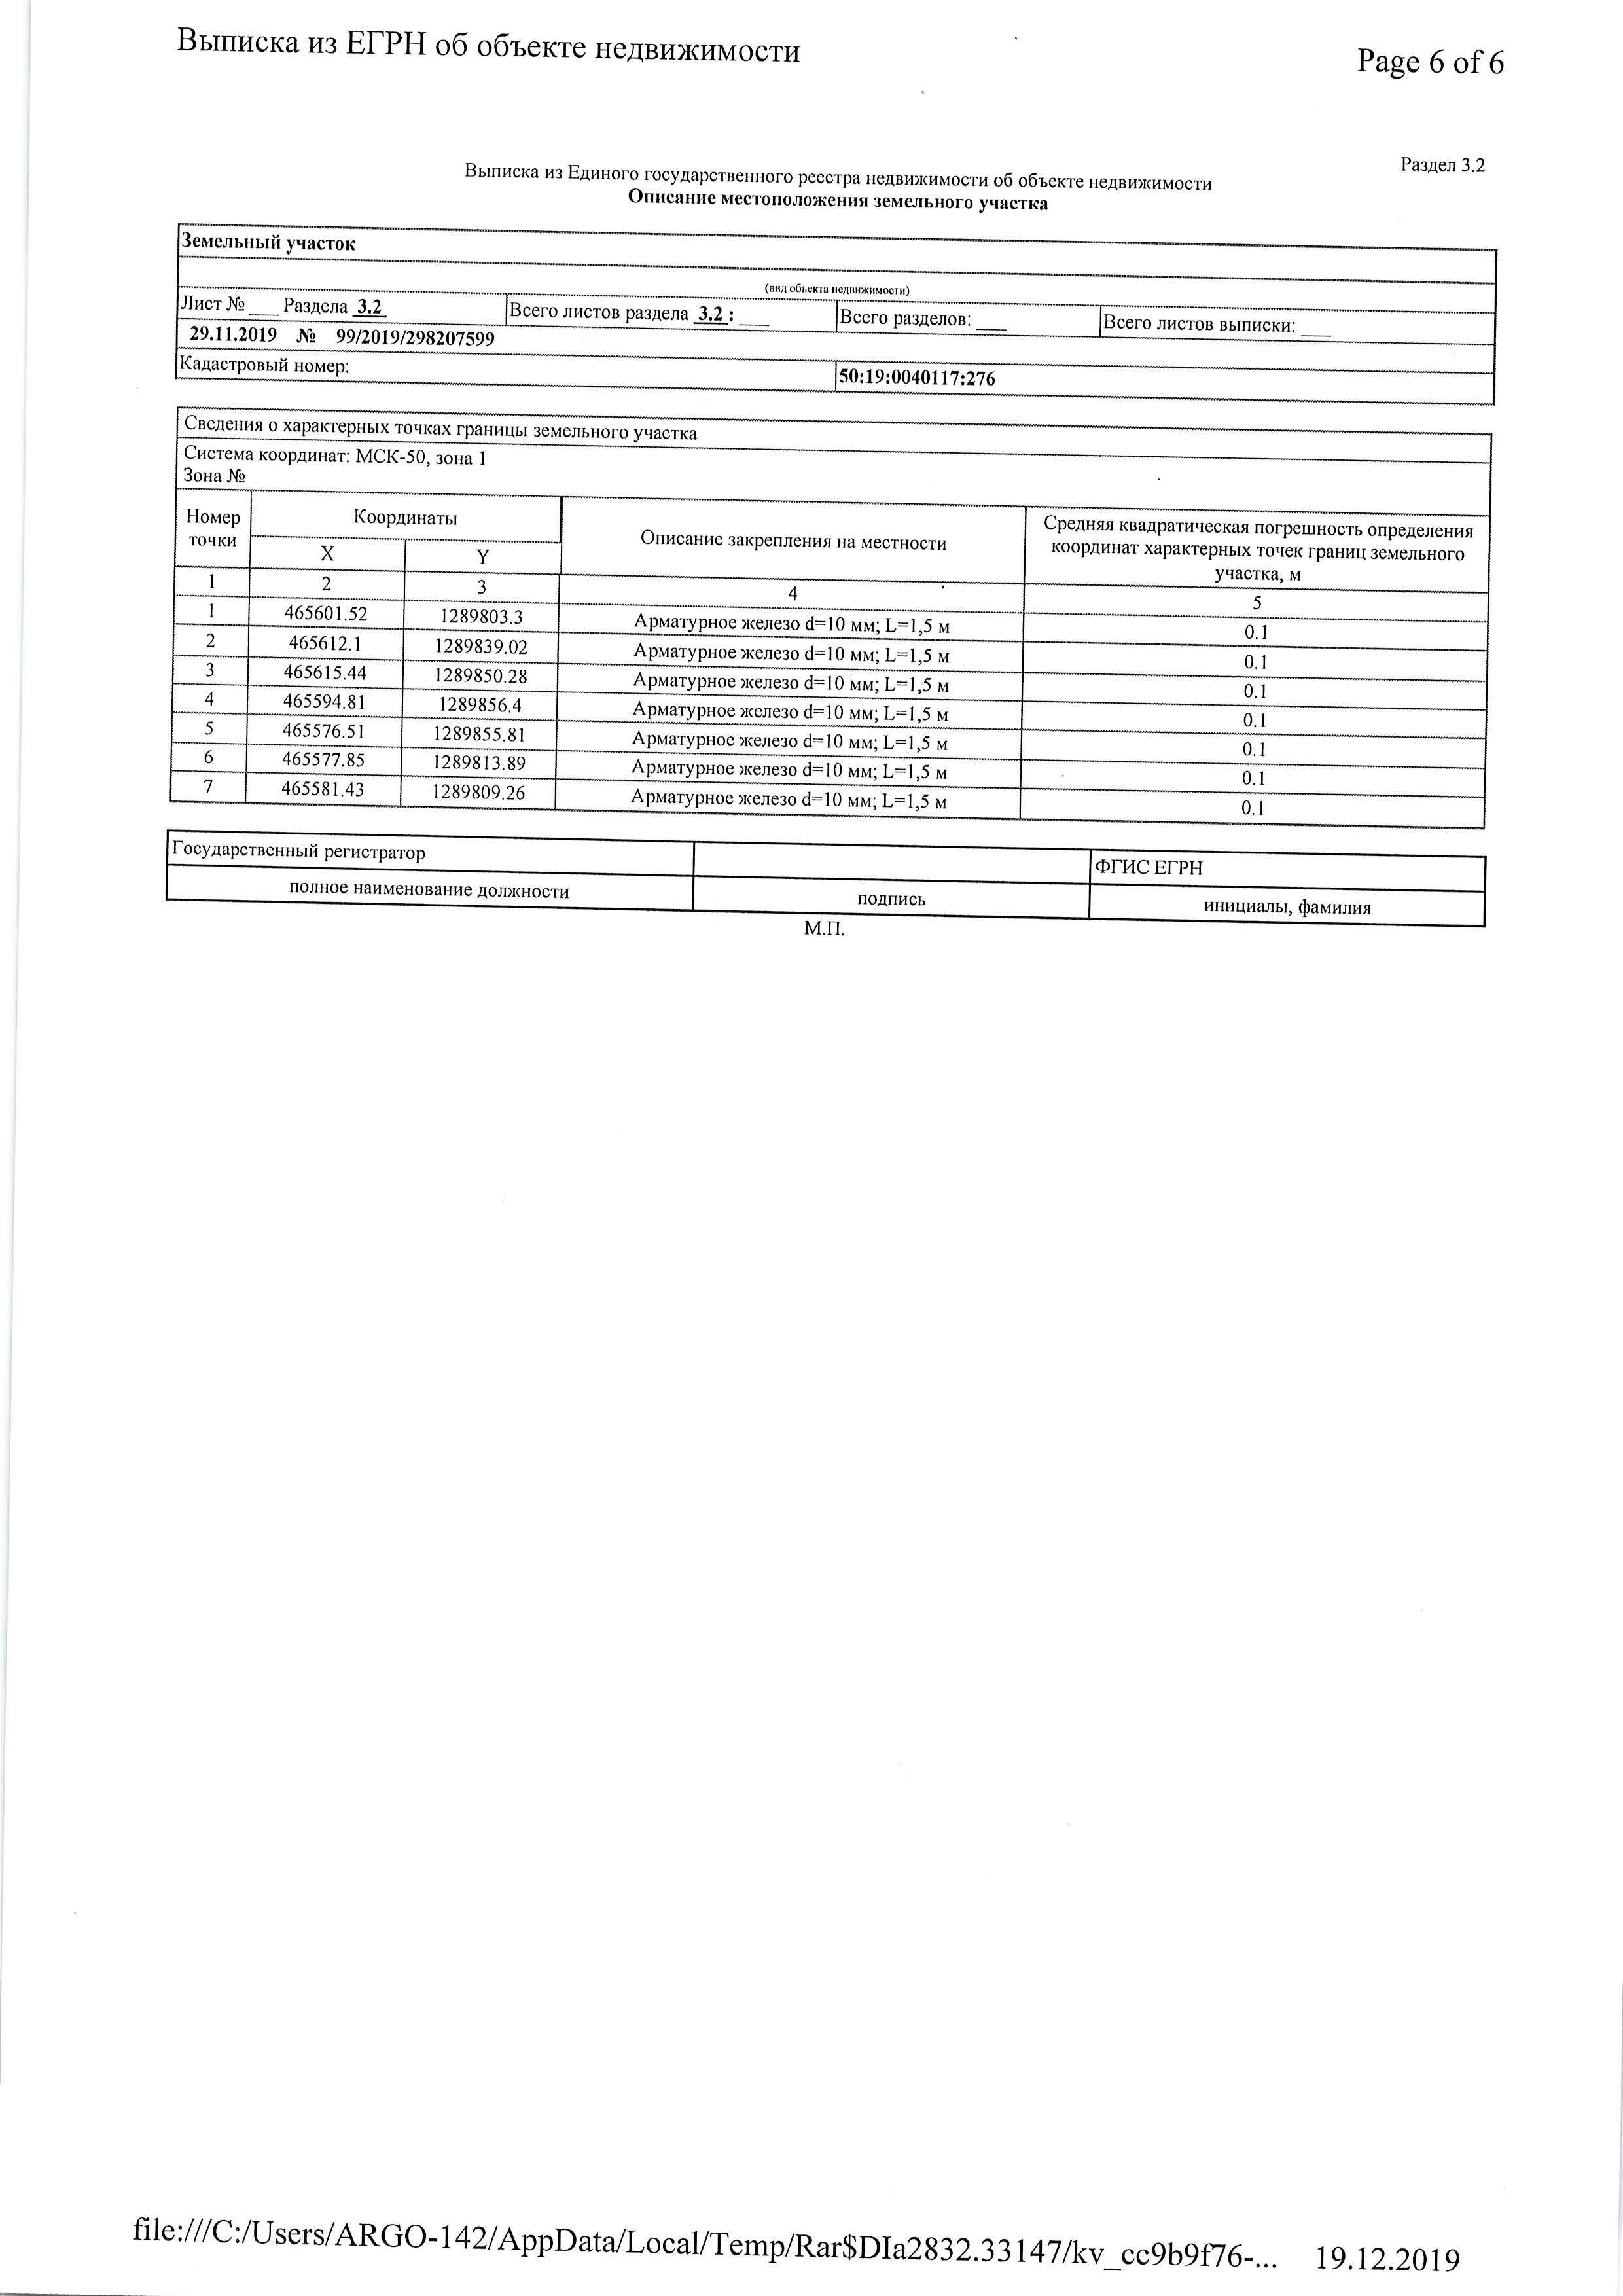 Выписка из ЕГРН об объекте недвижимости Page 6 of 6
Раздел 3.2
Выписка из Единого государственного реестра недвижимости об объекте недвижимости
Описание местоположения земельного участка
Земельный участок
(вид объекта недвижимости)
Лист № ___ Раздела 3.2 Всего листов раздела 3.2 : ___ Всего разделов: ___ Всего листов выписки: ___
29.11.2019 № 99/2019/298207599
Кадастровый номер: 50:19:0040117:276
Сведения о характерных точках границы земельного участка
Система координат: МСК-50, зона 1
Зона №
Номер точки Координаты Описание закрепления на местности Средняя квадратическая погрешность определения координат характерных точек границ земельного участка, м
X Y
1 2 3 4 5
1 465601.52 1289803.3 Арматурное железо d=10 мм; L=1,5 м 0.1
2 465612.1 1289839.02 Арматурное железо d=10 мм; L=1,5 м 0.1
3 465615.44 1289850.28 Арматурное железо d=10 мм; L=1,5 м 0.1
4 465594.81 1289856.4 Арматурное железо d=10 мм; L=1,5 м 0.1
5 465576.51 1289855.81 Арматурное железо d=10 мм; L=1,5 м 0.1
6 465577.85 1289813.89 Арматурное железо d=10 мм; L=1,5 м 0.1
7 465581.43 1289809.26 Арматурное железо d=10 мм; L=1,5 м 0.1
Государственный регистратор ФГИС ЕГРН
полное наименование должности подпись инициалы, фамилия
М.П.
file:///C:/Users/ARGO-142/AppData/Local/Temp/Rar$DIa2832.33147/kv_cc9b9f76-... 19.12.2019